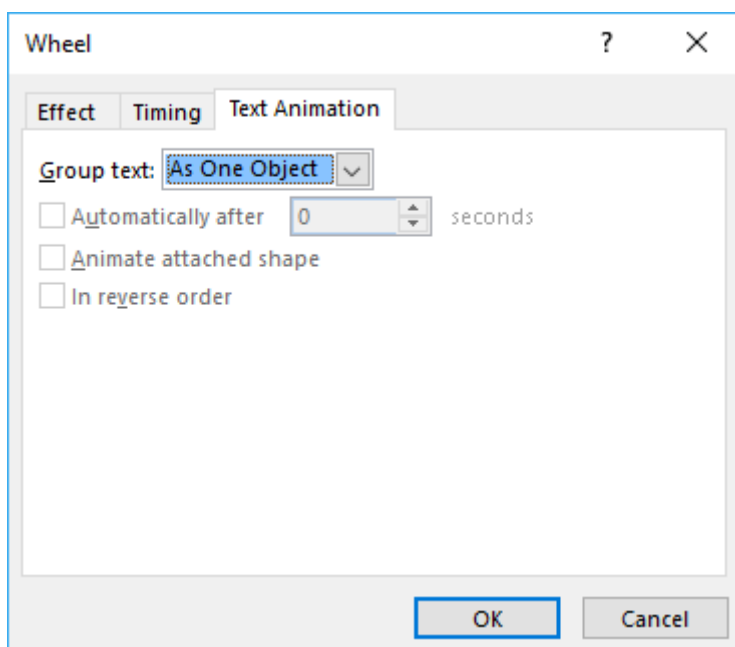 Wheel ?
Effect Timing Text Animation
Group text: As One Object
Automatically after 0 seconds
Animate attached shape
In reverse order
OK Cancel